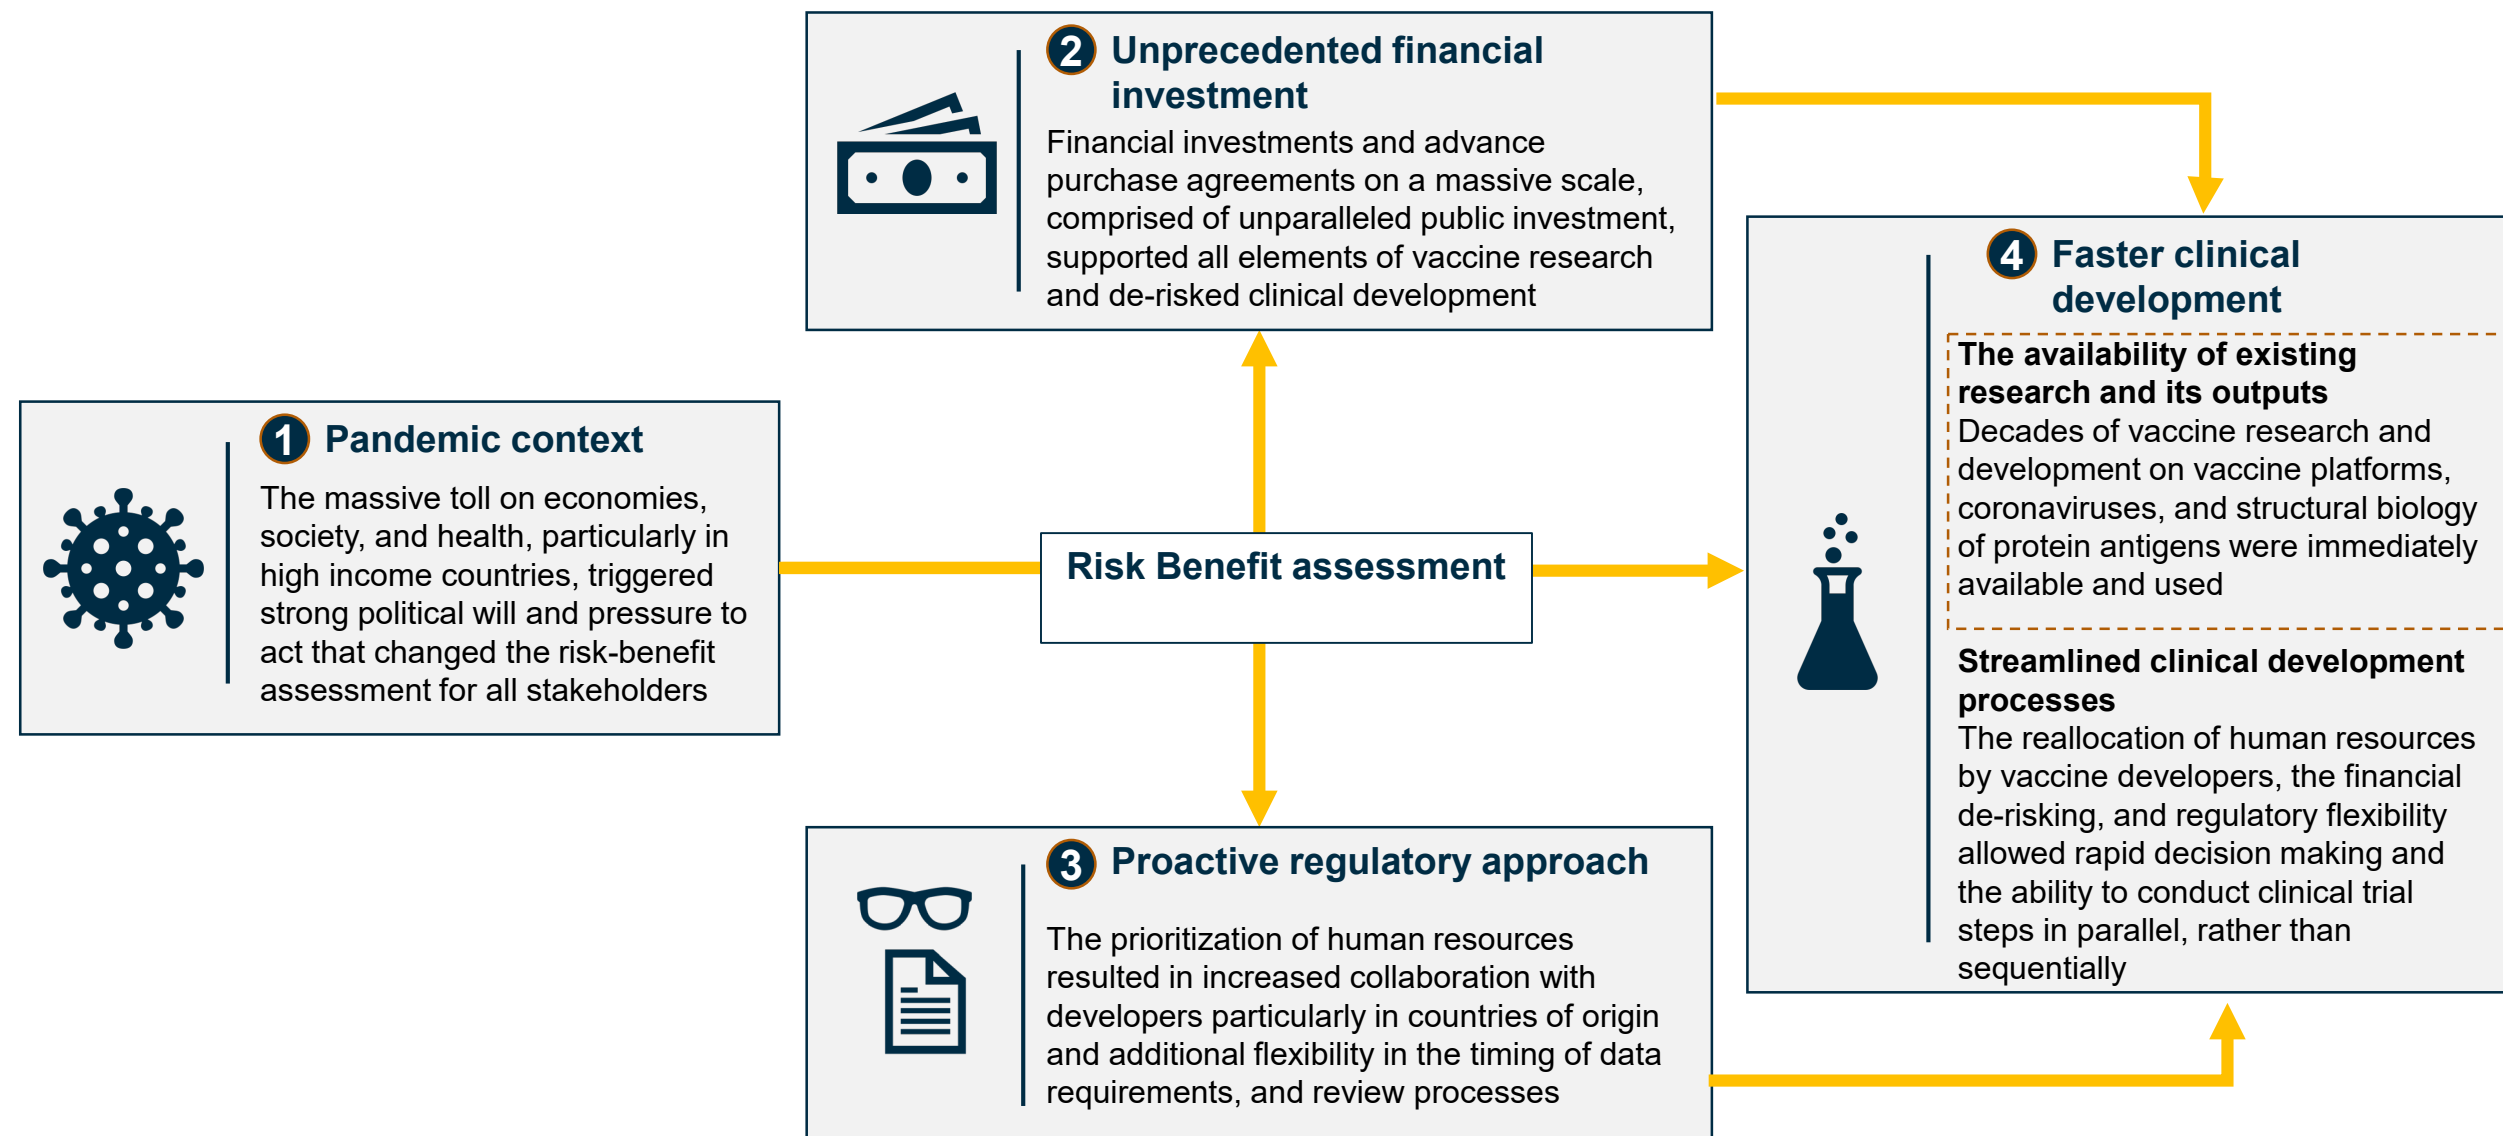 1 Pandemic context
The massive toll on economies,
society, and health, particularly in
high income countries, triggered
strong political will and pressure to
act that changed the risk-benefit
assessment for all stakeholders
Risk Benefit assessment
2 Unprecedented financial
investment
Financial investments and advance
purchase agreements on a massive scale,
comprised of unparalleled public investment,
supported all elements of vaccine research
and de-risked clinical development
3 Proactive regulatory approach
The prioritization of human resources
resulted in increased collaboration with
developers particularly in countries of origin
and additional flexibility in the timing of data
requirements, and review processes
4 Faster clinical
development
The availability of existing
research and its outputs
Decades of vaccine research and
development on vaccine platforms,
coronaviruses, and structural biology
of protein antigens were immediately
available and used
Streamlined clinical development
processes
The reallocation of human resources
by vaccine developers, the financial
de-risking, and regulatory flexibility
allowed rapid decision making and
the ability to conduct clinical trial
steps in parallel, rather than
sequentially